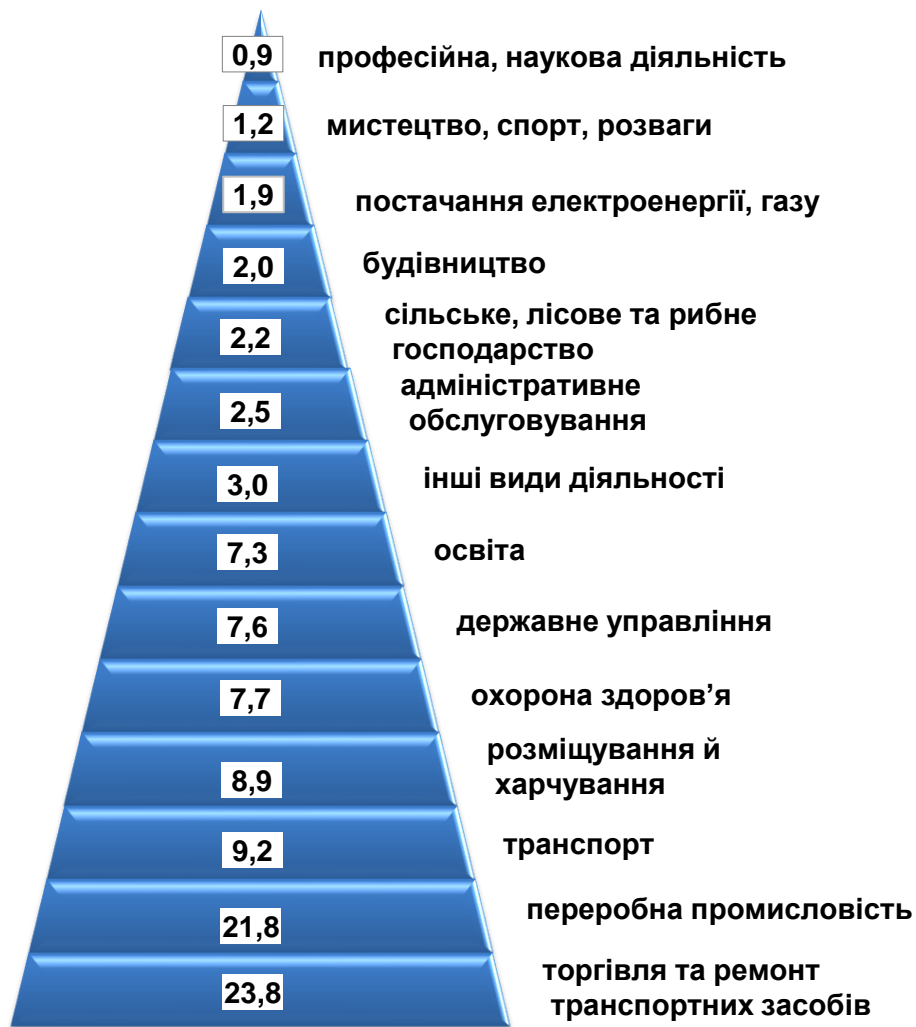 0,9 професійна, наукова діяльність
1,2 мистецтво, спорт, розваги
1,9 постачання електроенергії, газу
2,0 будівництво
2,2 сільське, лісове та рибне
господарство
2,5 адміністративне
обслуговування
3,0 інші види діяльності
7,3 освіта
7,6 державне управління
7,7 охорона здоров’я
8,9 розміщування й
харчування
9,2 транспорт
21,8 переробна промисловість
23,8 торгівля та ремонт
транспортних засобів